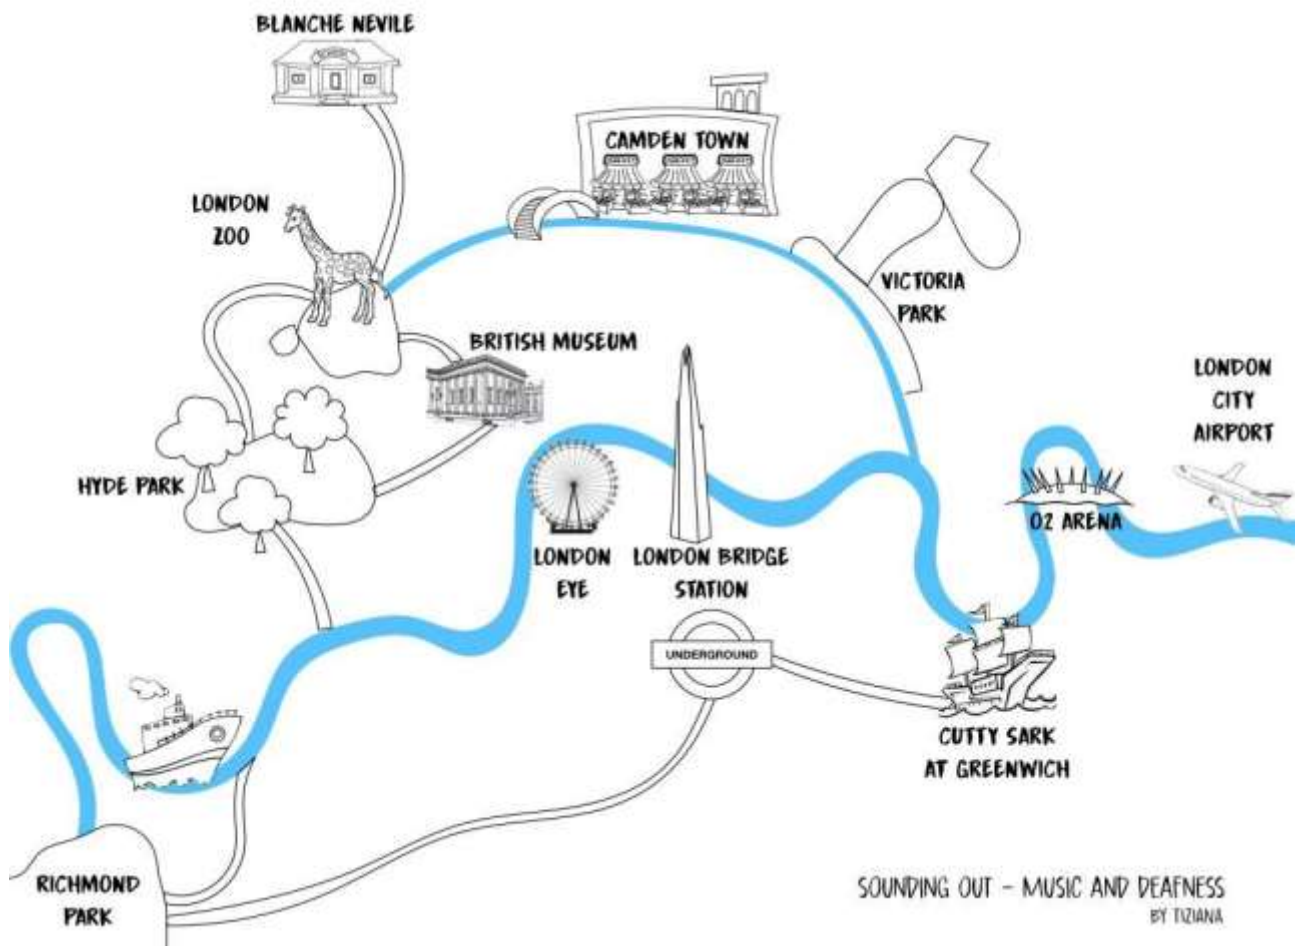 BLANCHE NEVILE
CAMDEN TOWN
LONDON
ZOO
VICTORIA
PARK
BRITISH MUSEUM
LONDON
CITY
AIRPORT
HYDE PARK
O2 ARENA
LONDON
EYE
LONDON BRIDGE
STATION
UNDERGROUND
CUTTY SARK
AT GREENWICH
RICHMOND
PARK
SOUNDING OUT – MUSIC AND DEAFNESS
BY TIZIANA